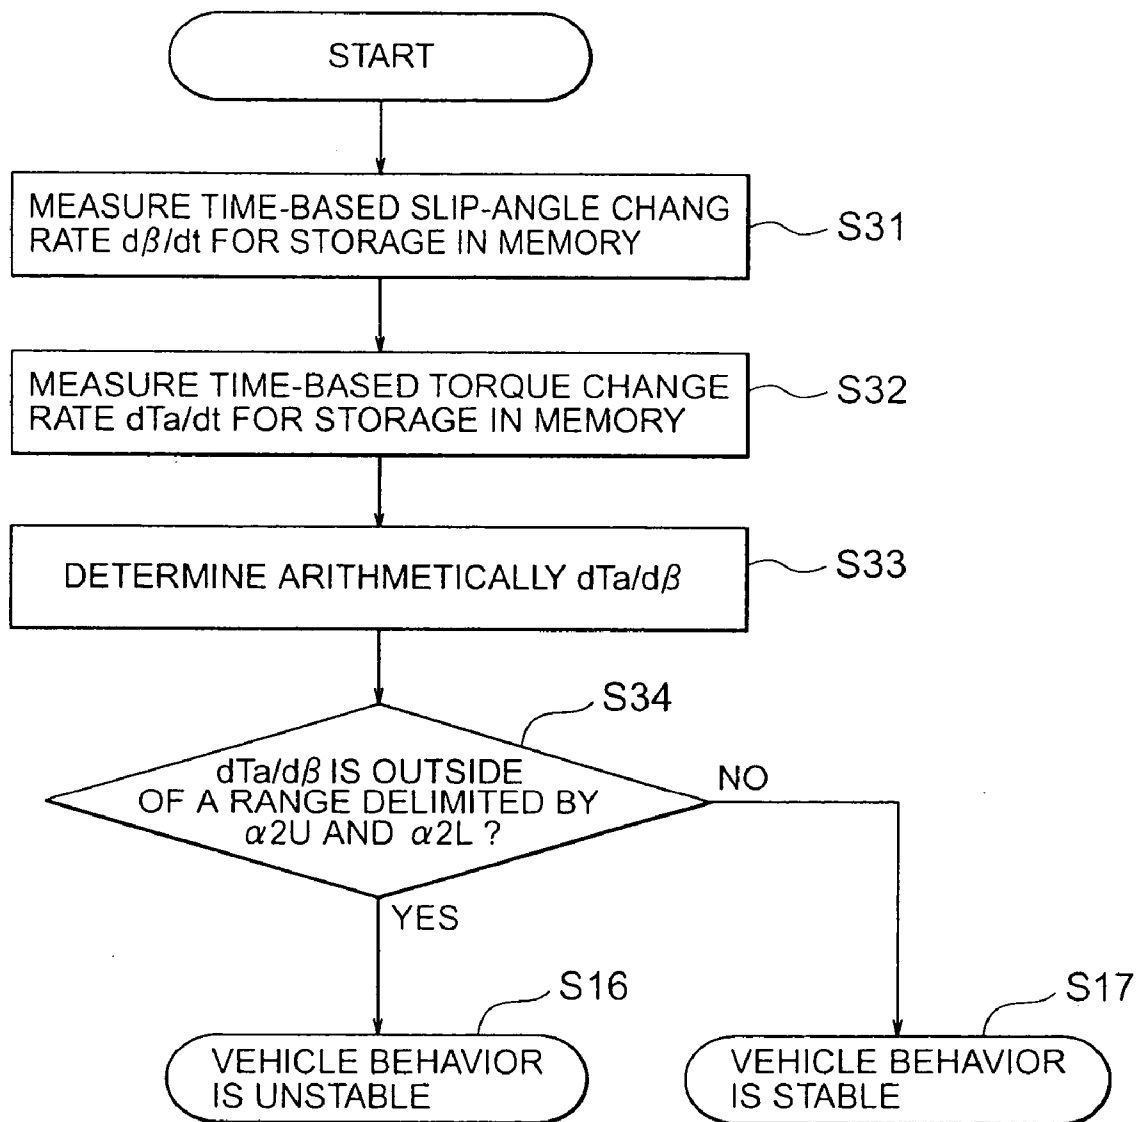 START
MEASURE TIME-BASED SLIP-ANGLE CHANG
RATE dβ/dt FOR STORAGE IN MEMORY
S31
MEASURE TIME-BASED TORQUE CHANGE
RATE dTa/dt FOR STORAGE IN MEMORY
S32
DETERMINE ARITHMETICALLY dTa/dβ
S33
S34
dTa/dβ IS OUTSIDE
OF A RANGE DELIMITED BY
α2U AND α2L ?
NO
YES
S16
VEHICLE BEHAVIOR
IS UNSTABLE
S17
VEHICLE BEHAVIOR
IS STABLE